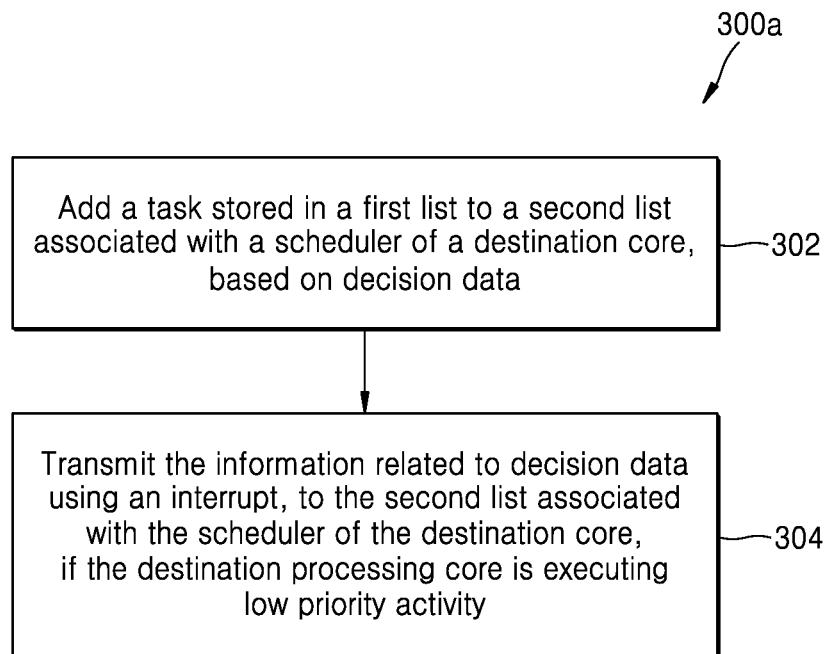 300a
Add a task stored in a first list to a second list
associated with a scheduler of a destination core,
based on decision data
302
Transmit the information related to decision data
using an interrupt, to the second list associated
with the scheduler of the destination core,
if the destination processing core is executing
low priority activity
304